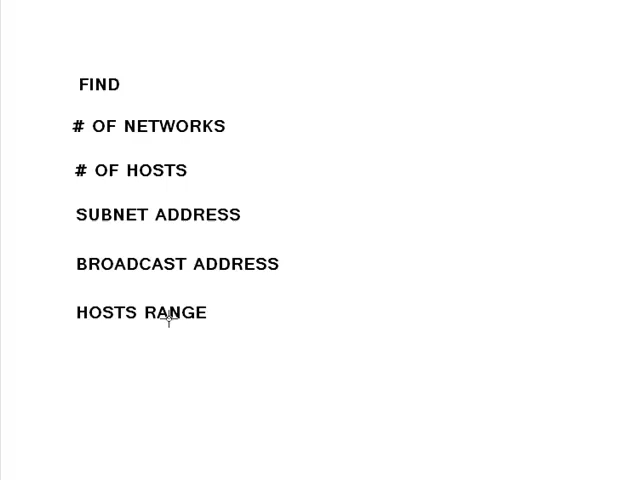 FIND
# OF NETWORKS
# OF HOSTS
SUBNET ADDRESS
BROADCAST ADDRESS
HOSTS RANGE